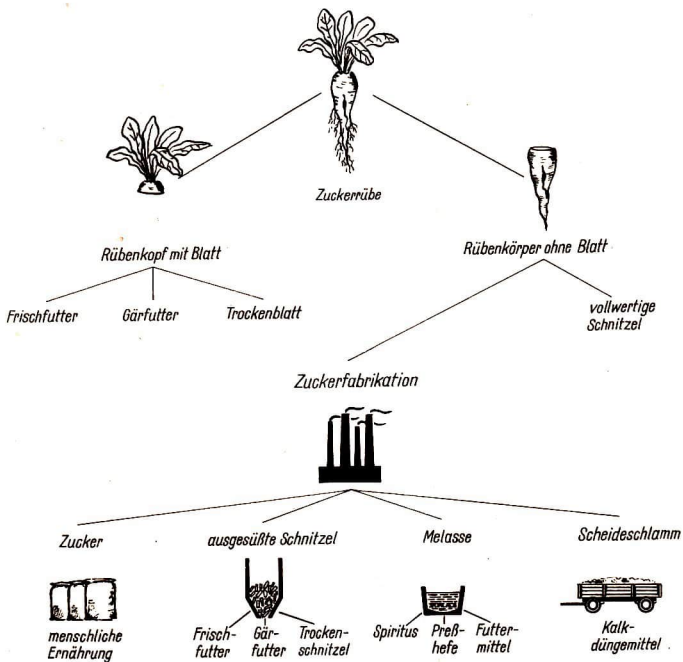 Zuckerrübe
Rübenkopf mit Blatt
Rübenkörper ohne Blatt
Frischfutter
Gärfutter
Trockenblatt
vollwertige
Schnitzel
Zuckerfabrikation
Zucker
ausgesüßte Schnitzel
Melasse
Scheideschlamm
menschliche
Ernährung
Frisch-
futter
Gär-
futter
Trocken-
schnitzel
Spiritus
Preß-
hefe
Futter-
mittel
Kalk-
düngemittel